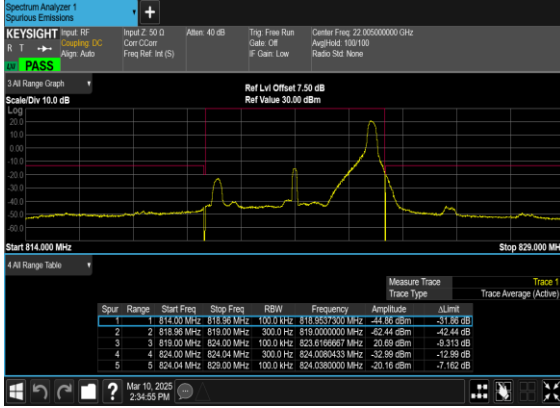 Spectrum Analyzer 1
Spurious Emissions
+
KEYSIGHT Input: RF Input Z: 50 Ω Atten: 40 dB Trig: Free Run Center Freq: 22.005000000 GHz
R T Coupling: DC Corr CCorr Gate: Off Avg|Hold: 100/100
Align: Auto Freq Ref: Int (S) IF Gain: Low Radio Std: None
PASS
3 All Range Graph
Ref Lvl Offset 7.50 dB
Scale/Div 10.0 dB Ref Value 30.00 dBm
Log
20.0
10.0
0.00
-10.0
-20.0
-30.0
-40.0
-50.0
-60.0
Start 814.000 MHz Stop 829.000 MH
4 All Range Table
Measure Trace Trace 1
Trace Type Trace Average (Active)
Spur Range Start Freq Stop Freq RBW Frequency Amplitude ΔLimit
1 1 814.00 MHz 818.96 MHz 100.0 kHz 818.9537300 MHz -44.86 dBm -31.86 dB
2 2 818.96 MHz 819.00 MHz 300.0 Hz 819.0000000 MHz -62.44 dBm -42.44 dB
3 3 819.00 MHz 824.00 MHz 100.0 kHz 823.6166667 MHz 20.69 dBm -9.313 dB
4 4 824.00 MHz 824.04 MHz 300.0 Hz 824.0080433 MHz -32.99 dBm -12.99 dB
5 5 824.04 MHz 829.00 MHz 100.0 kHz 824.0380000 MHz -20.16 dBm -7.162 dB
?
Mar 10, 2025
2:34:55 PM